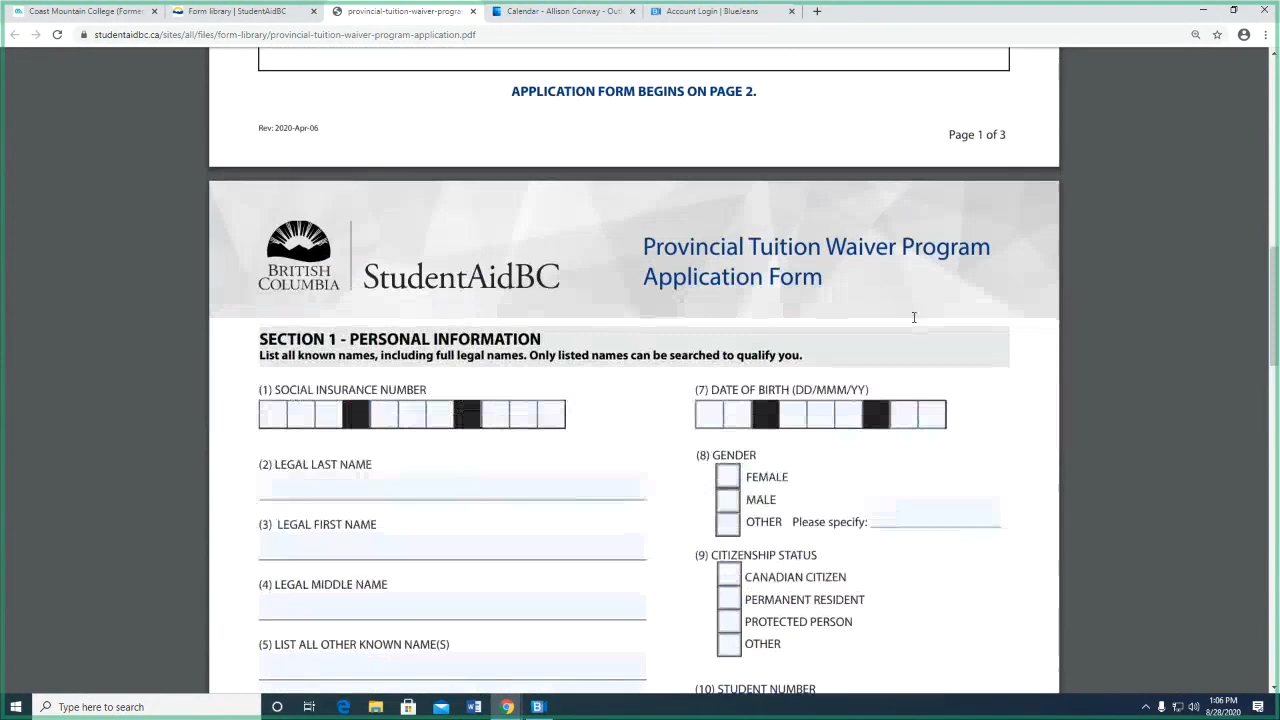 Coast Mountain College (Former
Form library | StudentAidBC
provincial-tuition-waiver-progra
Calendar - Allison Conway - Out
Account Login | BlueJeans
studentaidbc.ca/sites/all/files/form-library/provincial-tuition-waiver-program-application.pdf
APPLICATION FORM BEGINS ON PAGE 2.
Rev: 2020-Apr-06
Page 1 of 3
BRITISH
COLUMBIA
StudentAidBC
Provincial Tuition Waiver Program
Application Form
SECTION 1 - PERSONAL INFORMATION
List all known names, including full legal names. Only listed names can be searched to qualify you.
(1) SOCIAL INSURANCE NUMBER
(7) DATE OF BIRTH (DD/MMM/YY)
(2) LEGAL LAST NAME
(8) GENDER
FEMALE
MALE
OTHER Please specify:
(3) LEGAL FIRST NAME
(9) CITIZENSHIP STATUS
CANADIAN CITIZEN
PERMANENT RESIDENT
PROTECTED PERSON
OTHER
(4) LEGAL MIDDLE NAME
(5) LIST ALL OTHER KNOWN NAME(S)
(10) STUDENT NUMBER
Type here to search
1:06 PM
8/28/2020